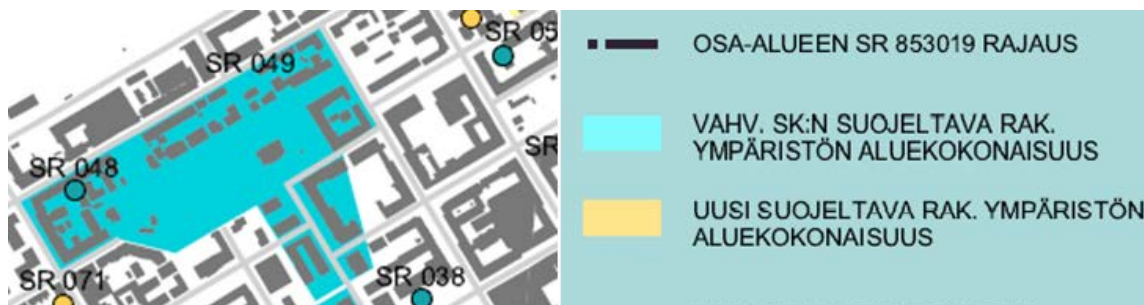 SR 05
SR 049
SR
SR 048
SR 071
SR 038
OSA-ALUEEN SR 853019 RAJAUS
VAHV. SK:N SUOJELTAVA RAK.
YMPÄRISTÖN ALUEKOKONAISUUS
UUSI SUOJELTAVA RAK. YMPÄRISTÖN
ALUEKOKONAISUUS